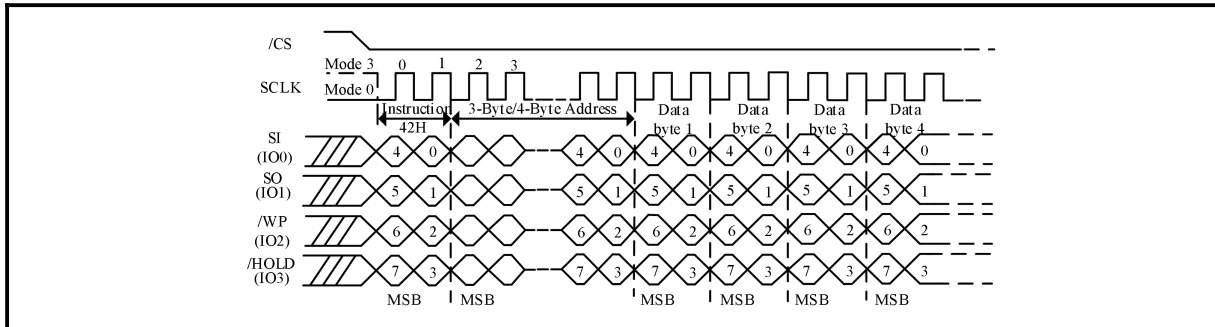 /CS
Mode 3 0 1 2 3
SCLK Mode 0
Instruction 3-Byte/4-Byte Address Data Data Data Data
42H byte 1 byte 2 byte 3 byte 4
SI
(IO0) 4 0 4 0 4 0 4 0 4 0 4 0
SO
(IO1) 5 1 5 1 5 1 5 1 5 1 5 1
/WP
(IO2) 6 2 6 2 6 2 6 2 6 2 6 2
/HOLD
(IO3) 7 3 7 3 7 3 7 3 7 3 7 3
MSB MSB MSB MSB MSB MSB